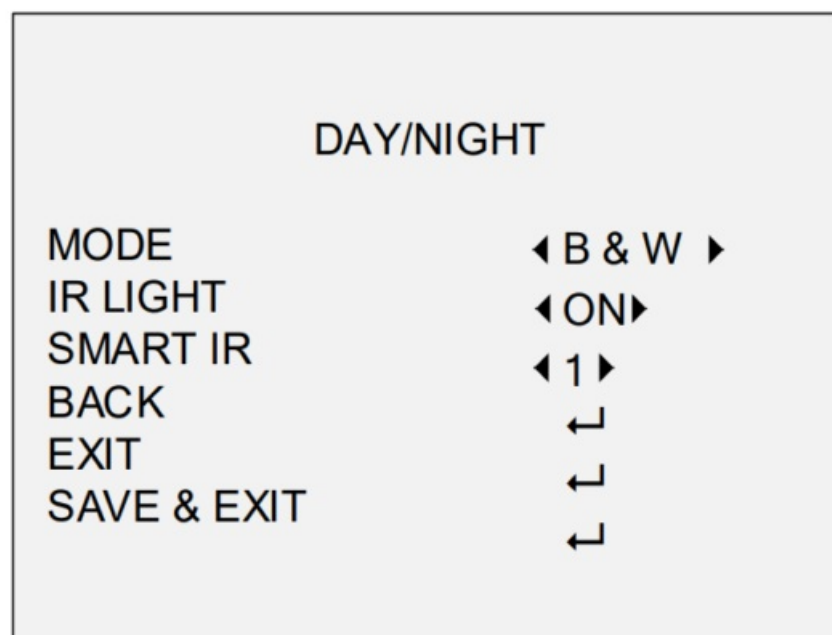 DAY/NIGHT
MODE ◀ B & W ▶
IR LIGHT ◀ ON ▶
SMART IR ◀ 1 ▶
BACK ↵
EXIT ↵
SAVE & EXIT ↵